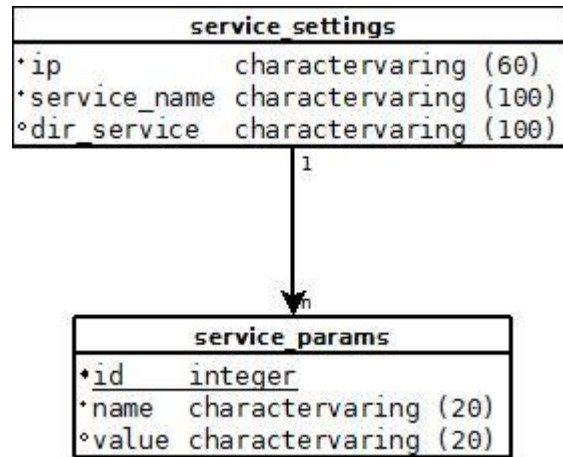 service_settings
ip charactervaring (60)
service_name charactervaring (100)
dir_service charactervaring (100)
1
n
service_params
id integer
name charactervaring (20)
value charactervaring (20)